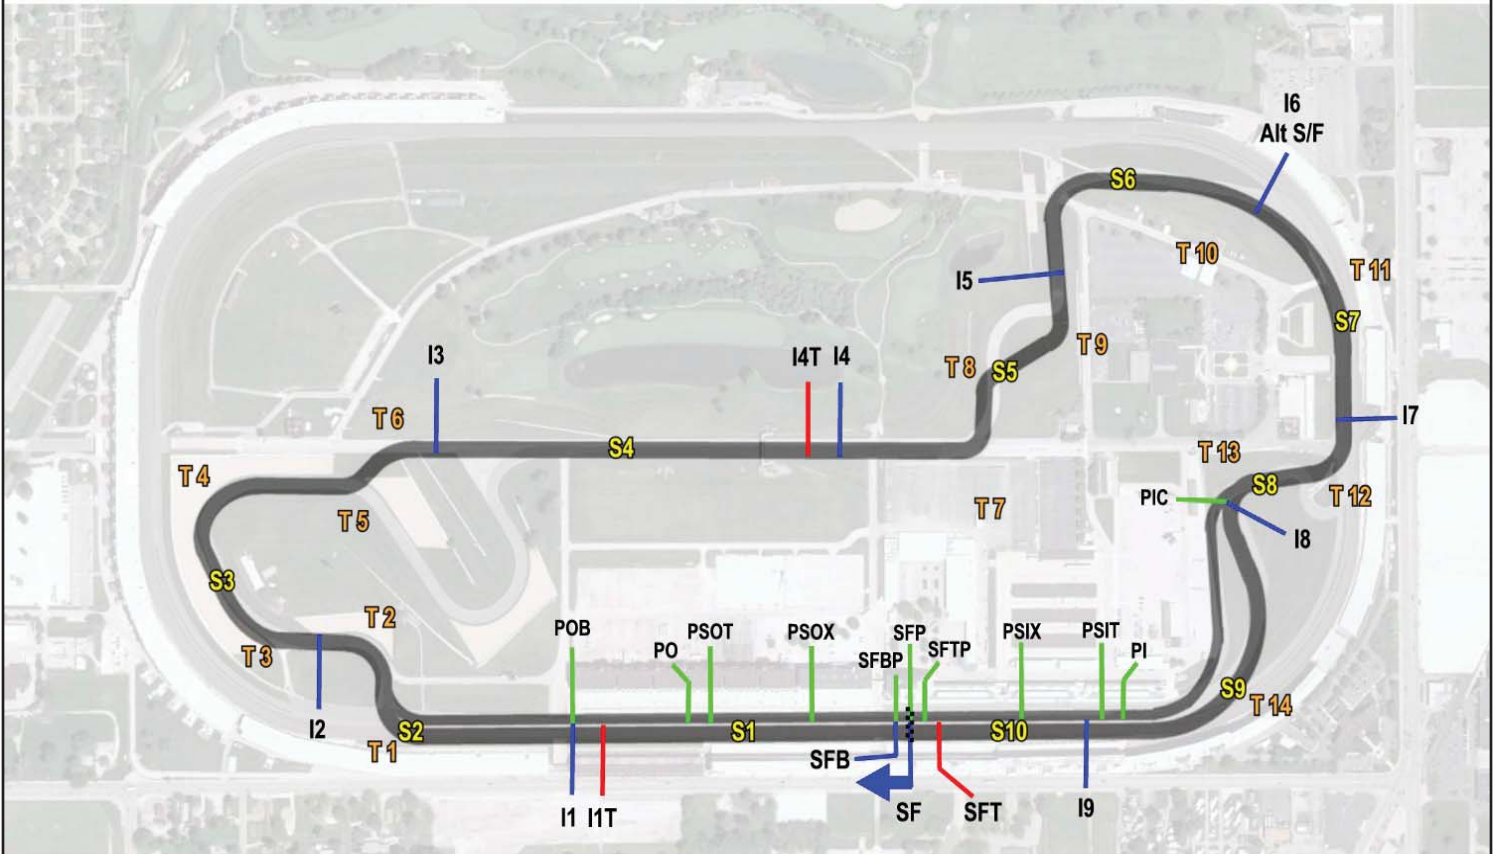 I6
Alt S/F
S6
T 10
T 11
I5
S7
I3
I4T
I4
T 9
T 8
S5
T 6
I7
S4
T 13
T 4
S8
T 12
PIC
T 7
T 5
I8
S3
T 2
POB
PSOT
PSOX
SFP
PSIX
PSIT
PO
SFBP
SFTP
PI
T 3
S9
T 14
I2
S2
S1
S10
T 1
SFB
I1
I1T
SF
SFT
I9